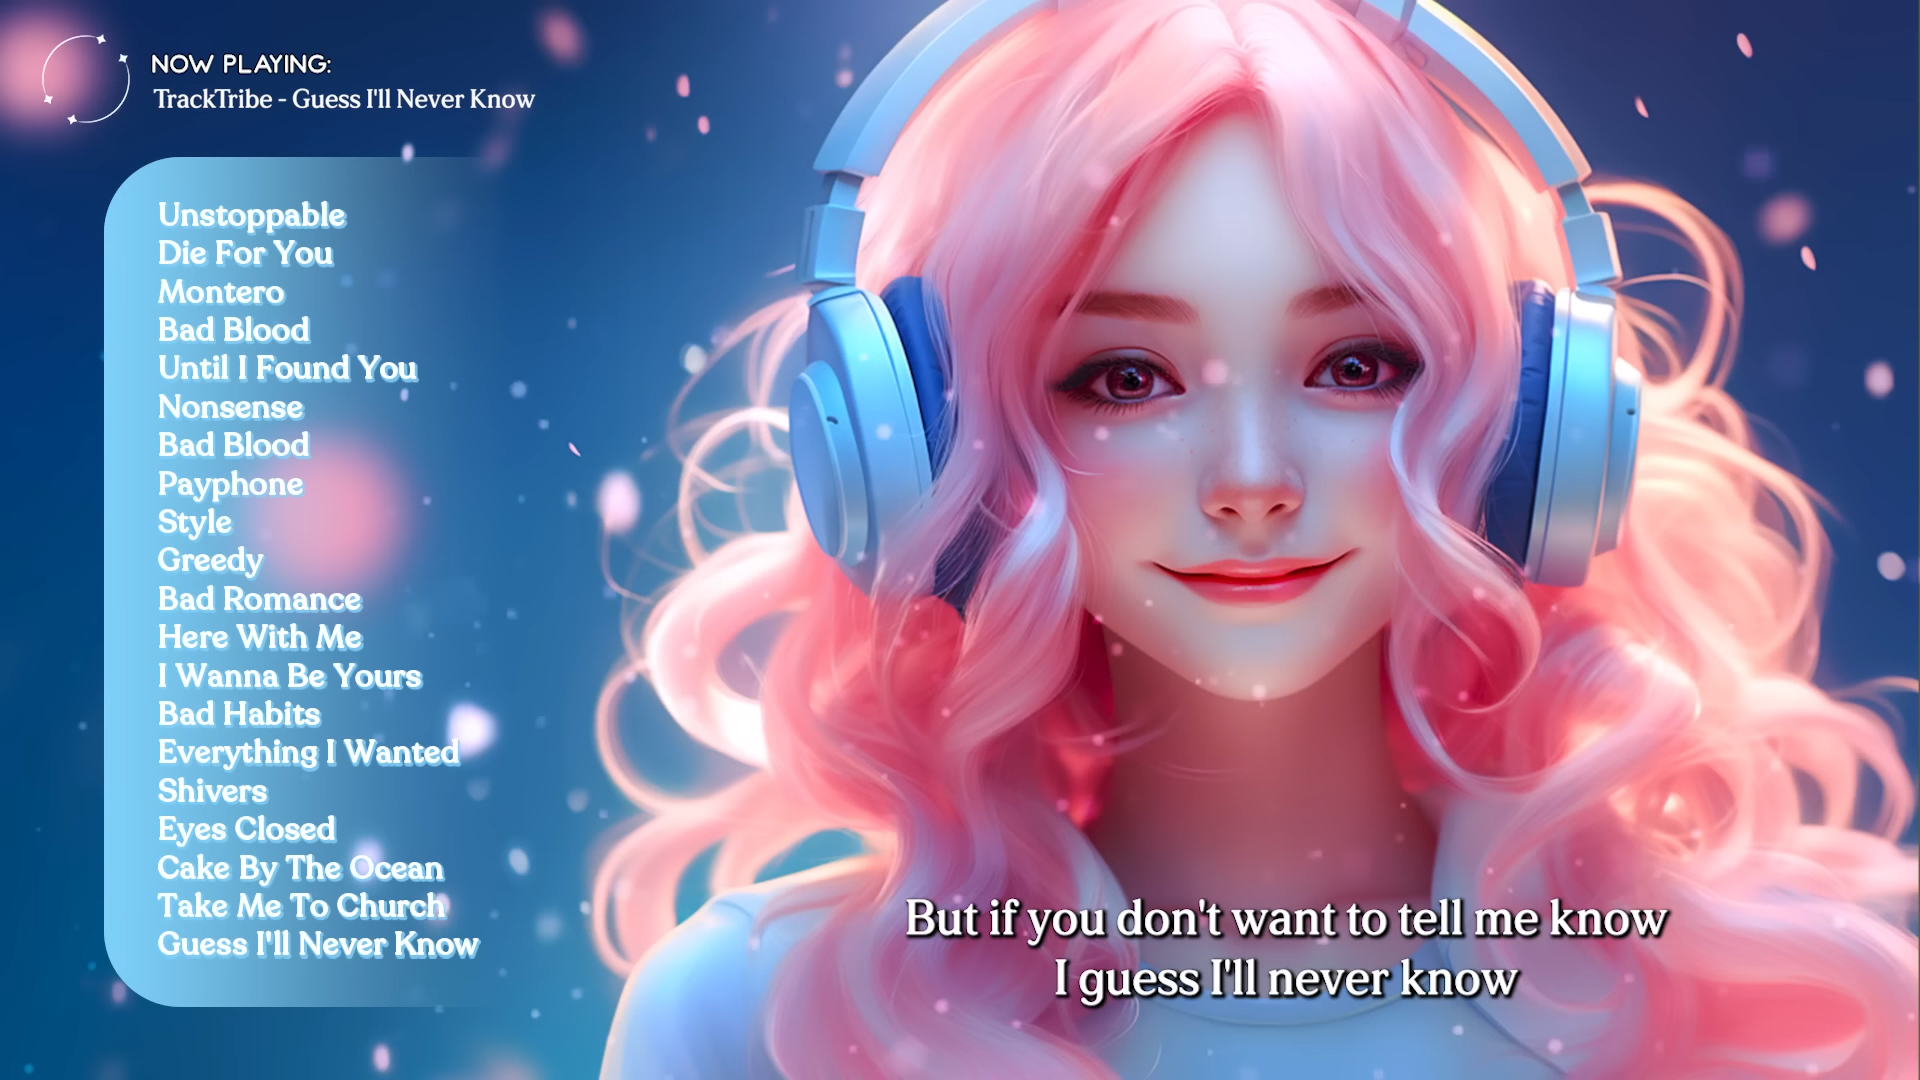 NOW PLAYING:
TrackTribe - Guess I'll Never Know
Unstoppable
Die For You
Montero
Bad Blood
Until I Found You
Nonsense
Bad Blood
Payphone
Style
Greedy
Bad Romance
Here With Me
I Wanna Be Yours
Bad Habits
Everything I Wanted
Shivers
Eyes Closed
Cake By The Ocean
Take Me To Church
Guess I'll Never Know
But if you don't want to tell me know
I guess I'll never know